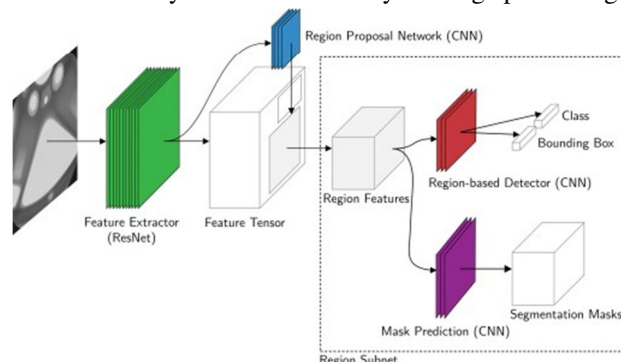 Region Proposal Network (CNN)
Feature Extractor
(ResNet)
Feature Tensor
Region Features
Class
Bounding Box
Region-based Detector (CNN)
Mask Prediction (CNN)
Segmentation Masks
Region Subnet